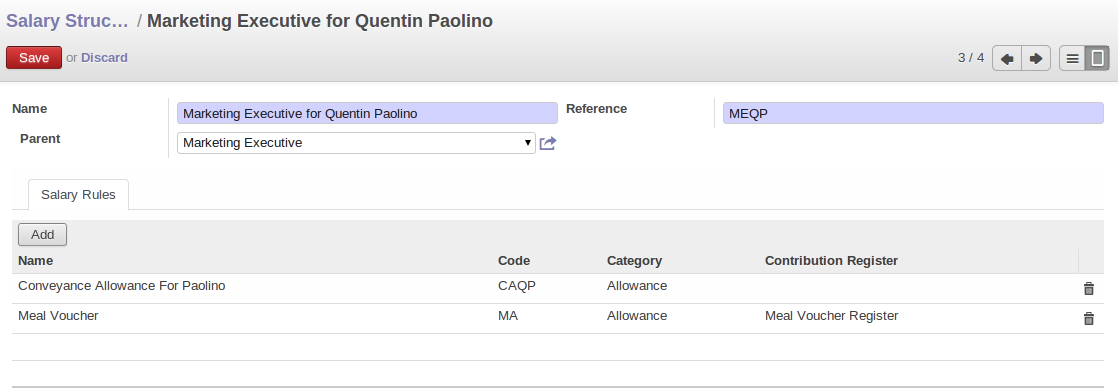 Salary Struc… / Marketing Executive for Quentin Paolino
Save or Discard
3 / 4
Name
Marketing Executive for Quentin Paolino
Reference
MEQP
Parent
Marketing Executive
Salary Rules
Add
Name Code Category Contribution Register
Conveyance Allowance For Paolino CAQP Allowance
Meal Voucher MA Allowance Meal Voucher Register